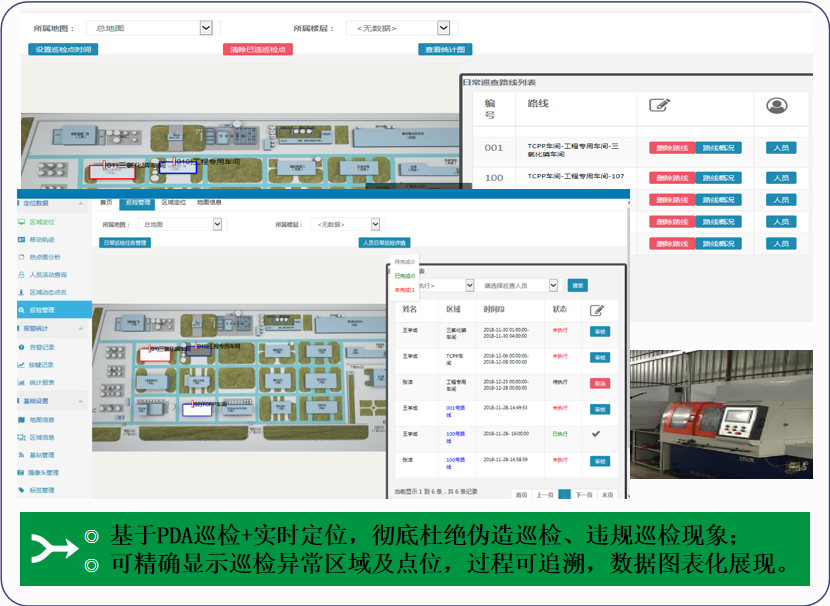 所属地图： 总地图 所属楼层： <无数据>
设置巡检点时间 清除已选巡检点 查看统计图
日常巡查路线列表
编号 路线
001 TCPP车间-工程专用车间-三氯化磷车间 删除路线 路线概况 人员
100 TCPP车间-工程专用车间-107 删除路线 路线概况 人员
删除路线 路线概况 人员
删除路线 路线概况 人员
删除路线 路线概况 人员
(01)三氯化磷车间 (010)工程专用车间
定位数据 首页 巡检管理 区域定位 地图信息
区域定位
移动轨迹
热点图分析
人员活动查询
区域动态点名
巡检管理
报警统计
告警记录
按键记录
统计报表
基础设置
地图信息
区域信息
基站管理
摄像头管理
标签管理
所属地图： 总地图 所属楼层： <无数据>
日常巡检任务管理 人员日常巡检详情
待完成:0
已完成:0
未完成:1
表
执行> 请选择巡查人员 搜索
姓名 区域 时间段 状态
王学成 三氯化磷车间 2018-11-30 01:00:00-2018-11-30 04:00:00 未执行 审核
王学成 TCPP车间 2018-12-06 00:00:00-2018-12-08 00:00:00 未执行 审核
张漂 工程专用车间 2018-12-25 00:00:00-2018-12-28 00:00:00 待执行 取消
王学成 001号路线 2018-11-28-14:49:53 未执行 审核
王学成 100号路线 2018-11-28- 16:00:00 已执行
张漂 100号路线 2018-11-28-14:58:59 未执行 审核
当前显示 1 到 6 条，共 6 条记录
首页 上一页 1 下一页 末页
◎ 基于PDA巡检+实时定位，彻底杜绝伪造巡检、违规巡检现象；
◎ 可精确显示巡检异常区域及点位，过程可追溯，数据图表化展现。